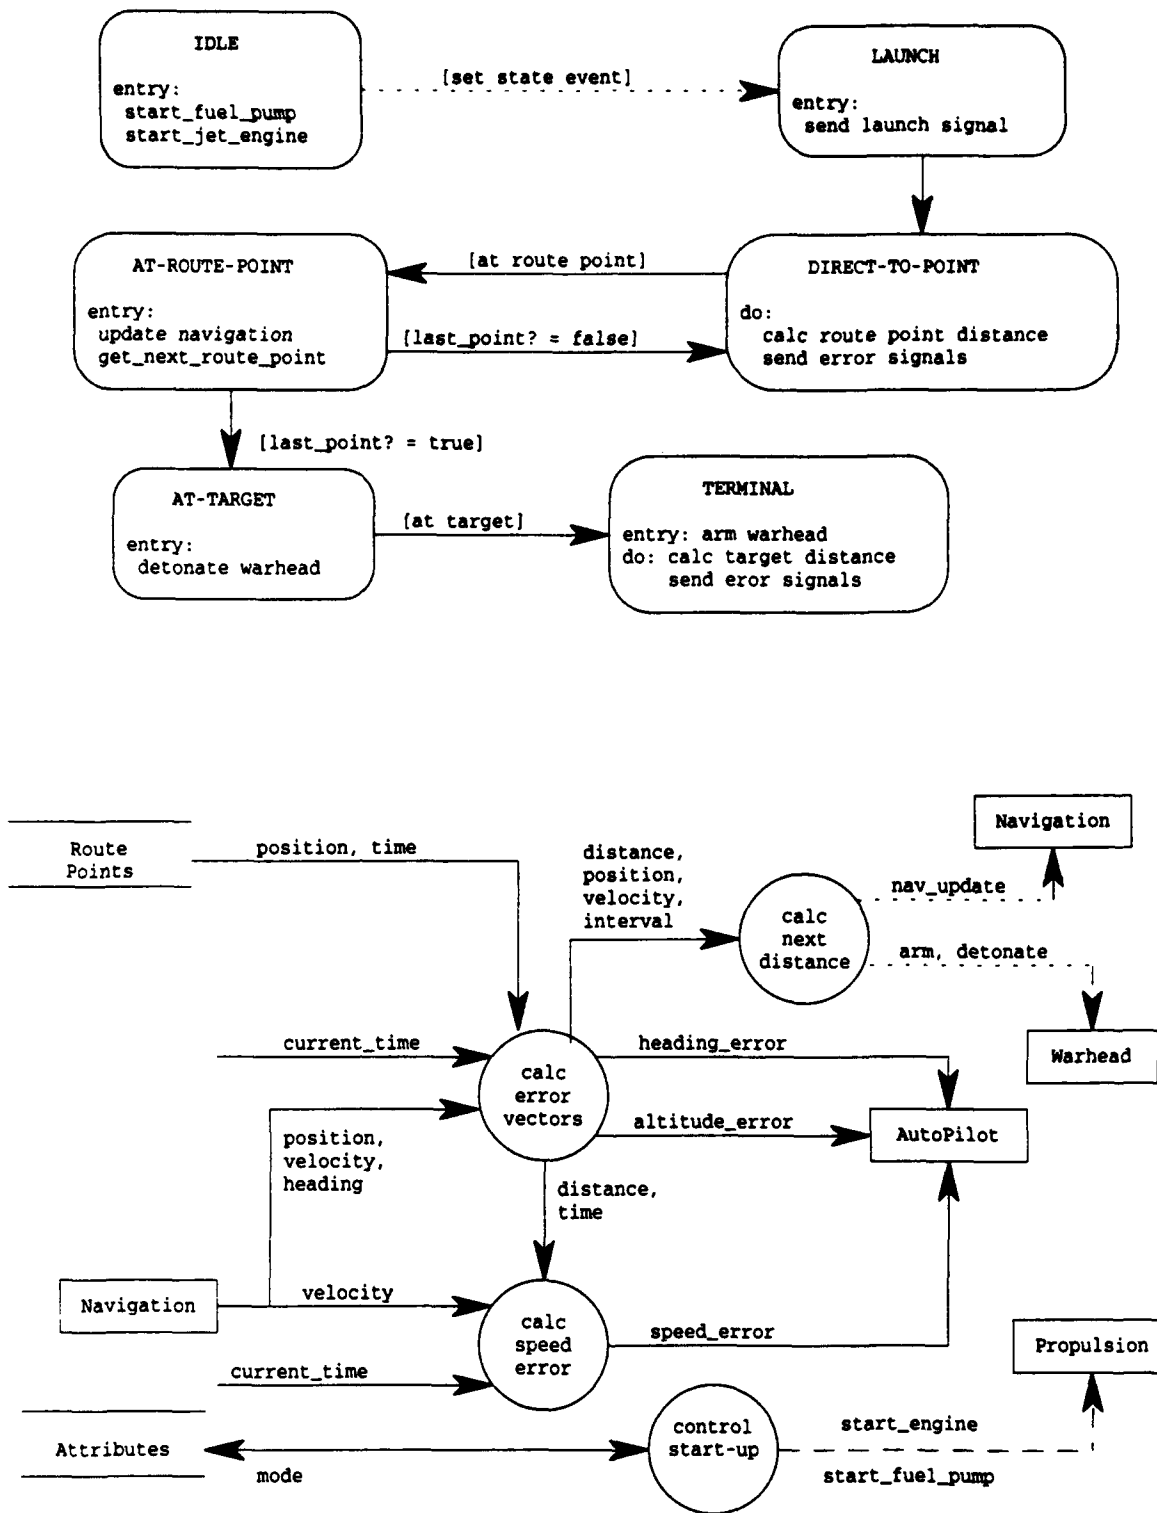 IDLE
entry:
start_fuel_pump
start_jet_engine
[set state event]
LAUNCH
entry:
send launch signal
AT-ROUTE-POINT
entry:
update navigation
get_next_route_point
[at route point]
[last_point? = false]
DIRECT-TO-POINT
do:
calc route point distance
send error signals
[last_point? = true]
AT-TARGET
entry:
detonate warhead
[at target]
TERMINAL
entry: arm warhead
do: calc target distance
send eror signals
Route
Points
position, time
distance,
position,
velocity,
interval
calc
next
distance
nav_update
Navigation
arm, detonate
Warhead
current_time
calc
error
vectors
heading_error
altitude_error
AutoPilot
position,
velocity,
heading
distance,
time
Navigation
velocity
calc
speed
error
speed_error
current_time
Propulsion
Attributes
mode
control
start-up
start_engine
start_fuel_pump